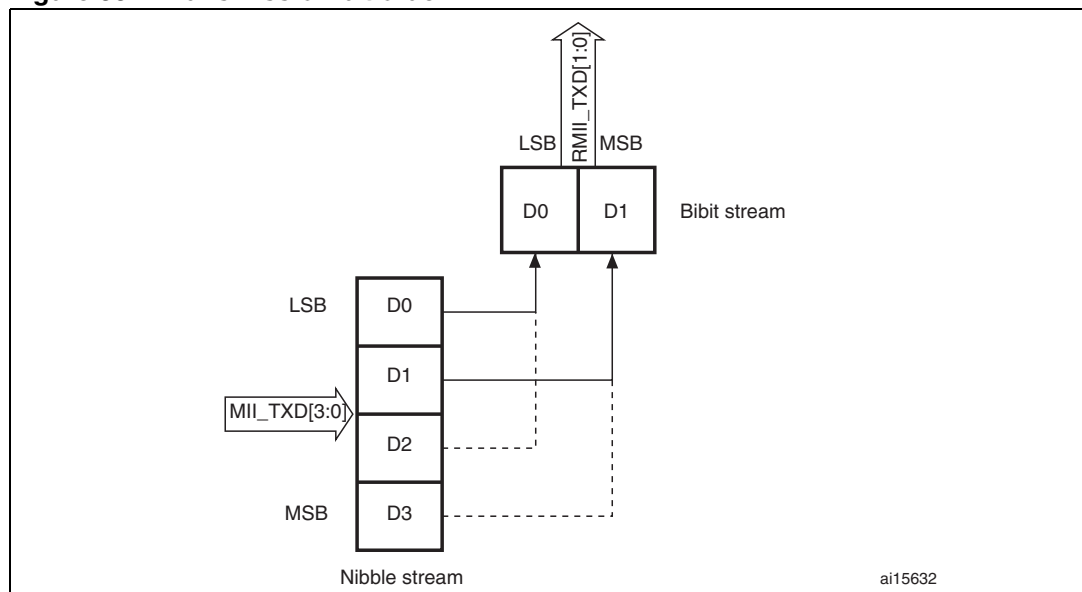 RMII_TXD[1:0]
LSB MSB
D0 D1 Bibit stream
LSB D0
D1
MII_TXD[3:0]
D2
MSB D3
Nibble stream
ai15632